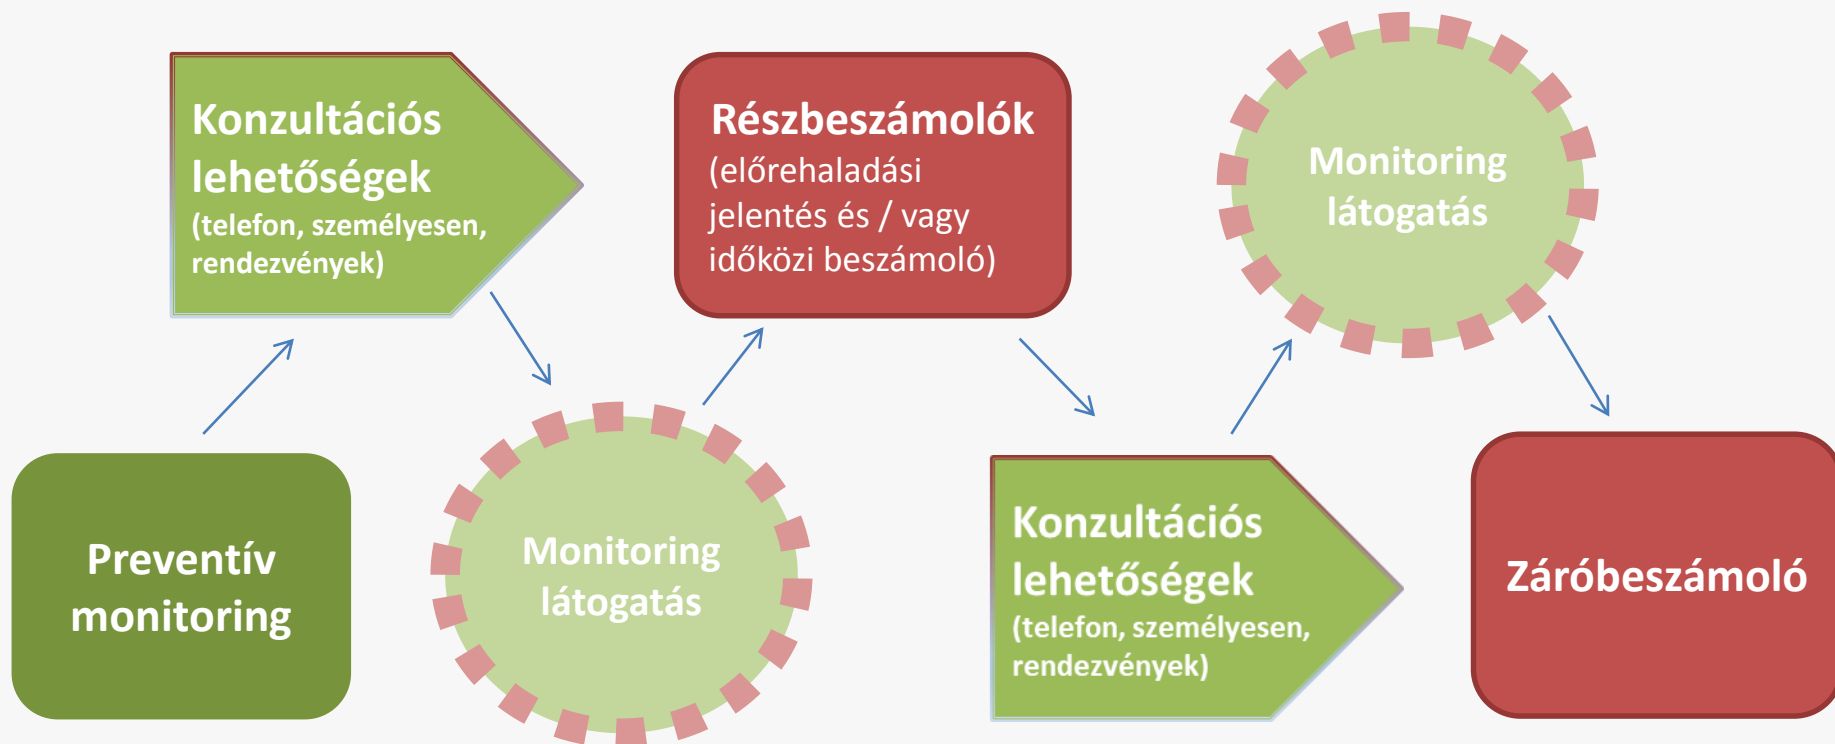 Preventív
monitoring
Konzultációs
lehetőségek
(telefon, személyesen,
rendezvények)
Monitoring
látogatás
Részbeszámolók
(előrehaladási
jelentés és / vagy
időközi beszámoló)
Konzultációs
lehetőségek
(telefon, személyesen,
rendezvények)
Monitoring
látogatás
Záróbeszámoló